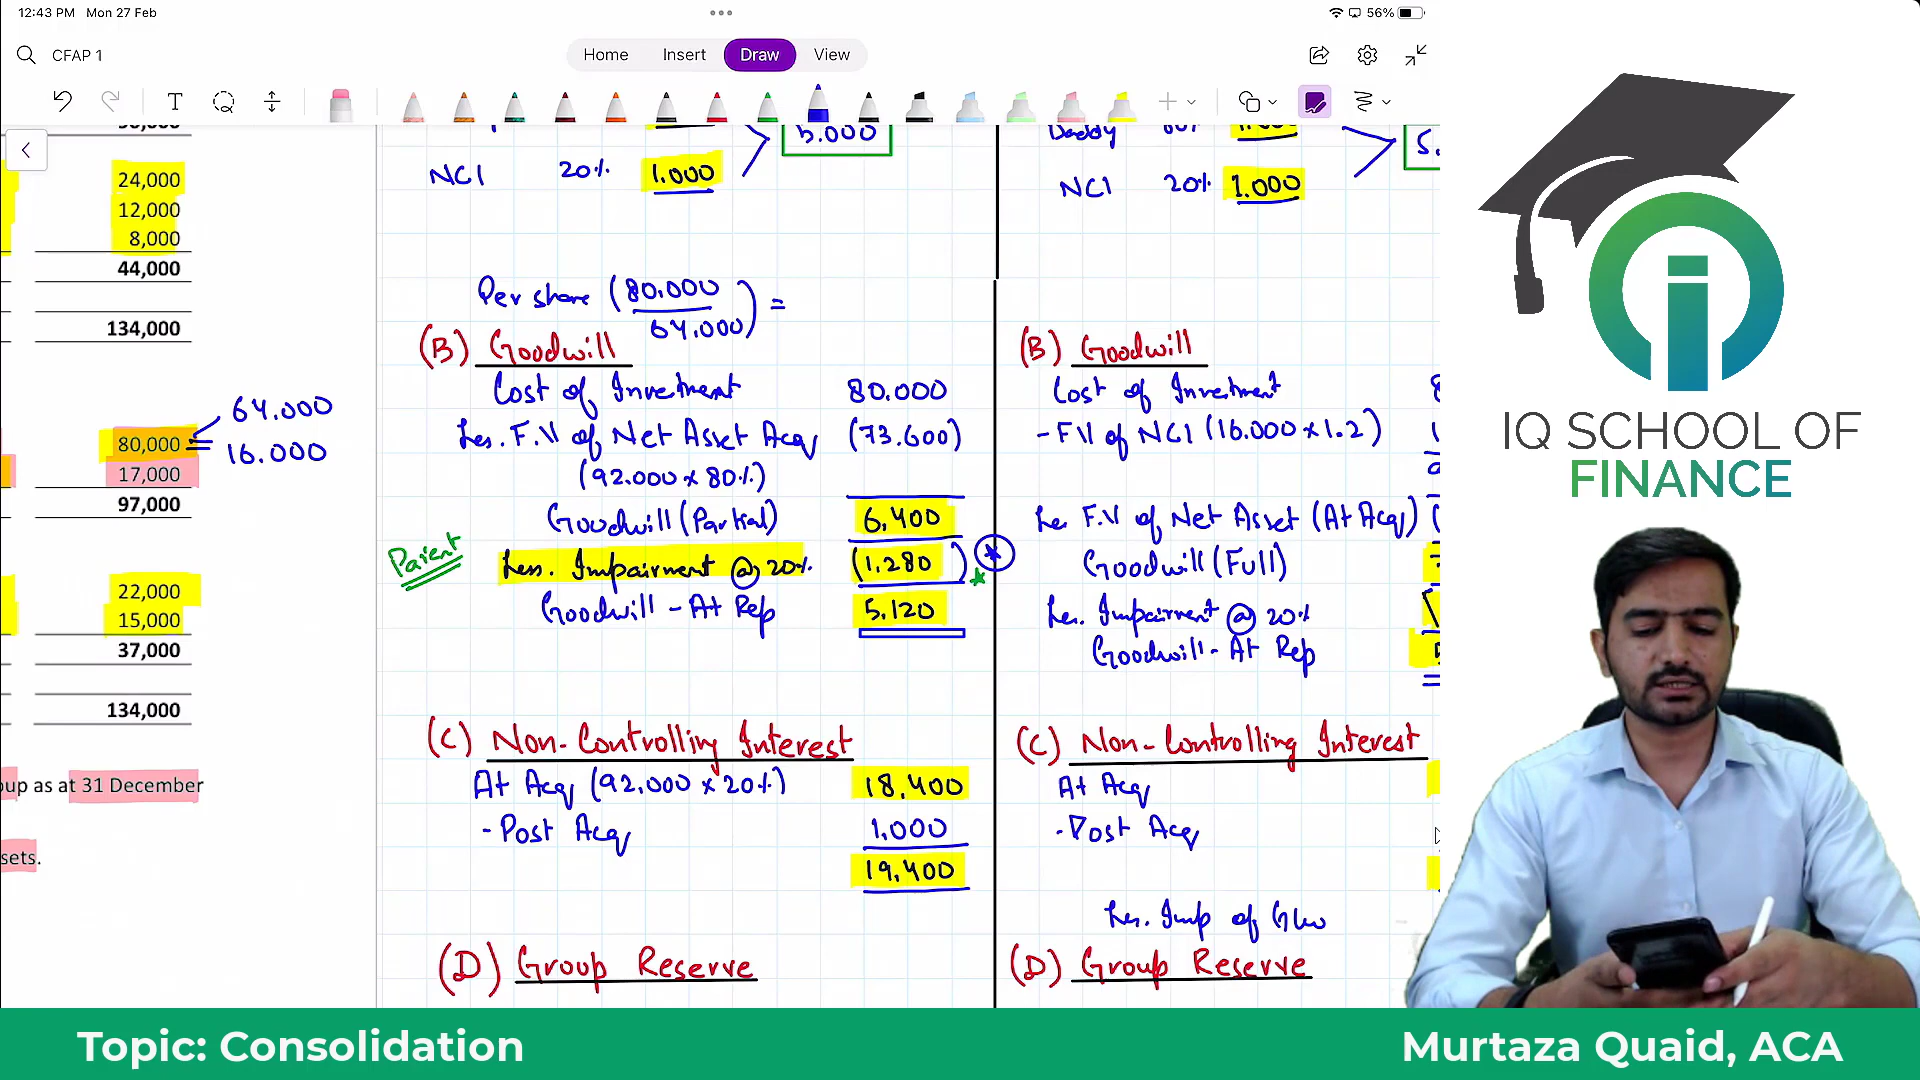 12:43 PM Mon 27 Feb
56%
CFAP 1
Home Insert Draw View
24,000
12,000
8,000
44,000
134,000
80,000
17,000
97,000
22,000
15,000
37,000
134,000
oup as at 31 December
sets.
64.000
16.000
5.000
NCI 20% 1.000
Per share (80.000 / 64.000) =
(B) Goodwill
Cost of Investment 80.000
Les. F.V of Net Asset Acq (73.600)
(92.000 x 80%)
Goodwill (Partial) 6,400
Parent
Less. Impairment @ 20% (1.280)
Goodwill - At Rep 5.120
(C) Non-Controlling Interest
At Acq (92.000 x 20%) 18,400
- Post Acq 1.000
19,400
(D) Group Reserve
Daddy
NCI 20% 1.000
(B) Goodwill
Cost of Investment
- F.V of NCI (16.000 x 1.2)
Les F.V of Net Asset (At Acq)
Goodwill (Full)
Les. Impairment @ 20%
Goodwill - At Rep
(C) Non-Controlling Interest
At Acq
- Post Acq
Les. Imp of G/w
(D) Group Reserve
IQ SCHOOL OF
FINANCE
Topic: Consolidation
Murtaza Quaid, ACA